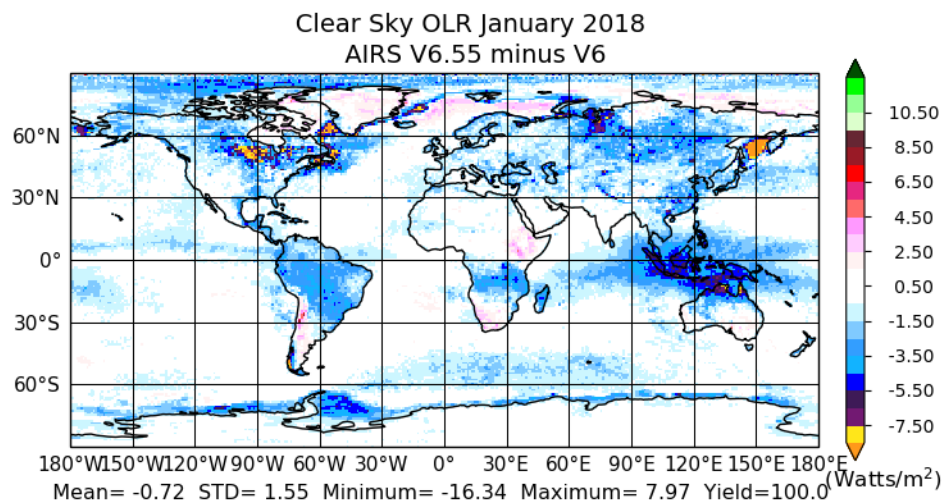 Clear Sky OLR January 2018
AIRS V6.55 minus V6
60°N
30°N
0°
30°S
60°S
180°W150°W120°W90°W 60°W 30°W 0° 30°E 60°E 90°E 120°E150°E180°E
10.50
8.50
6.50
4.50
2.50
0.50
-1.50
-3.50
-5.50
-7.50
(Watts/m²)
Mean= -0.72 STD= 1.55 Minimum= -16.34 Maximum= 7.97 Yield=100.0